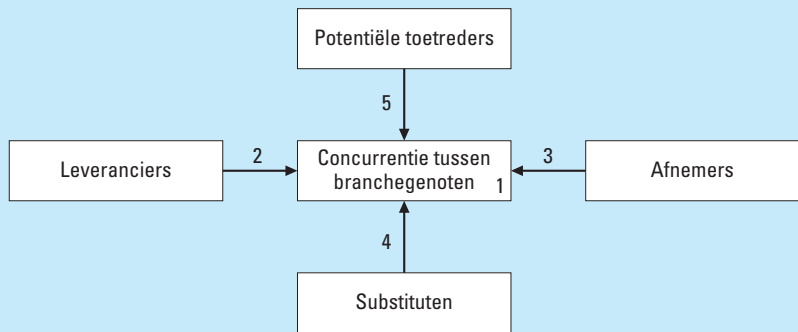 Potentiële toetreders
5
Leveranciers
2
Concurrentie tussen
branchegenoten
1
3
Afnemers
4
Substituten